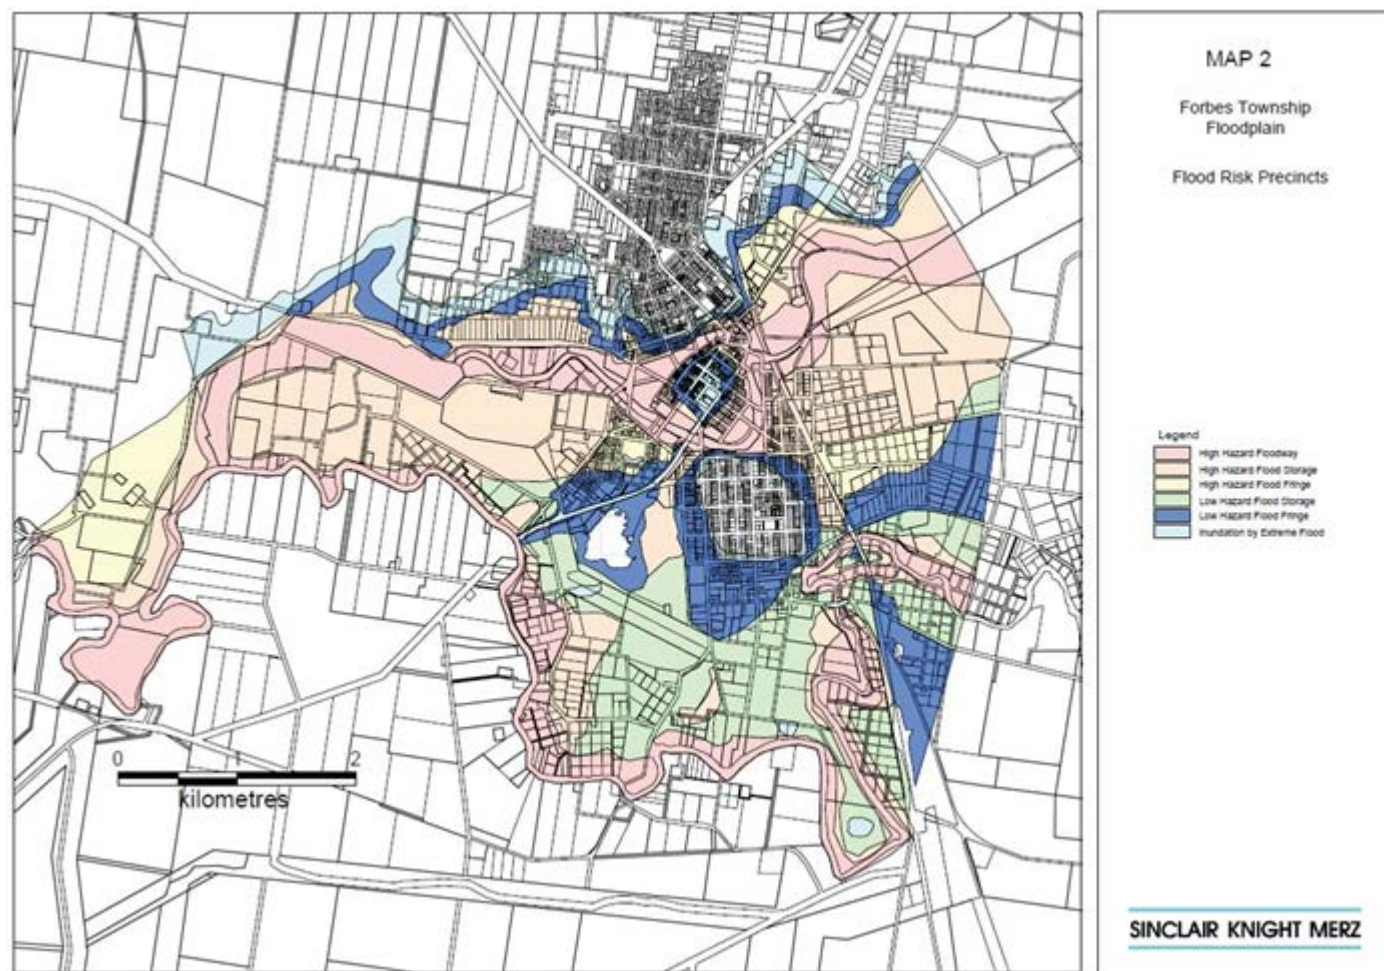 MAP 2
Forbes Township
Floodplain
Flood Risk Precincts
Legend
High Hazard Floodway
High Hazard Flood Storage
High Hazard Flood Fringe
Low Hazard Flood Storage
Low Hazard Flood Fringe
Inundation by Extreme Flood
0 1 2
kilometres
SINCLAIR KNIGHT MERZ